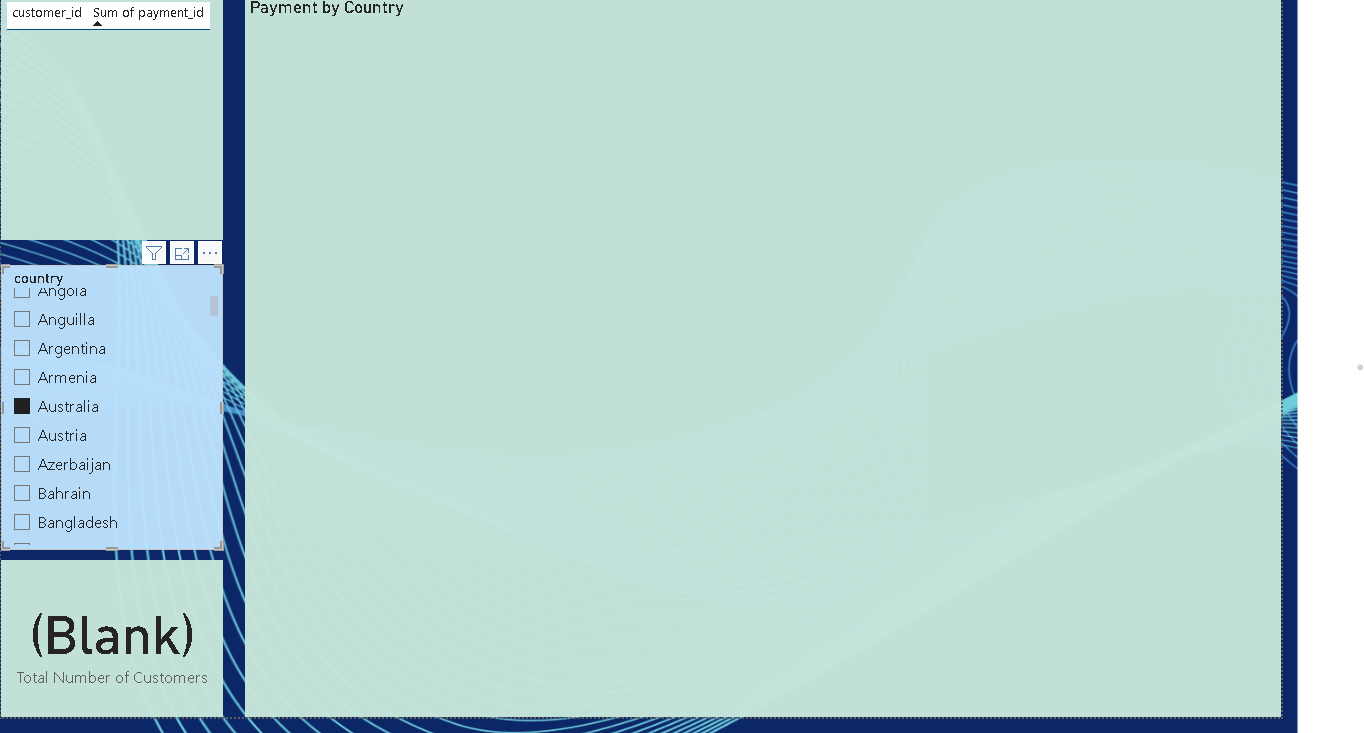 customer_id Sum of payment_id
Payment by Country
country
Angola
Anguilla
Argentina
Armenia
Australia
Austria
Azerbaijan
Bahrain
Bangladesh
(Blank)
Total Number of Customers